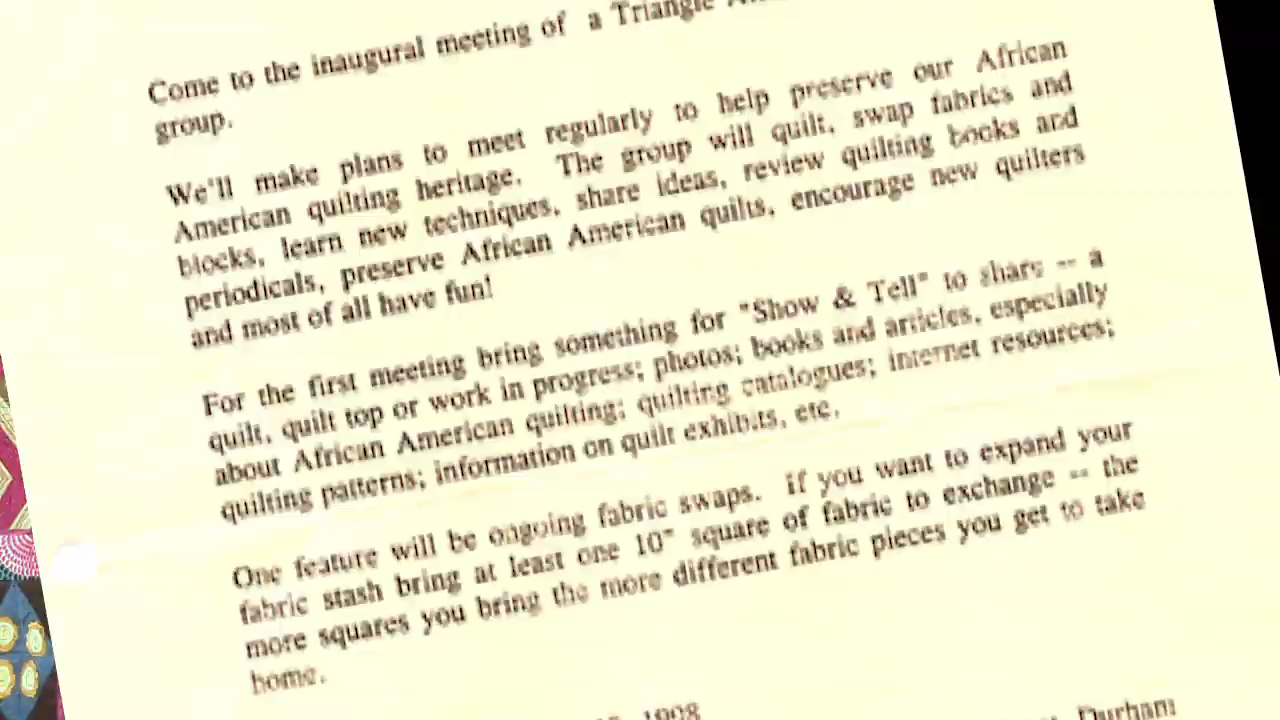 Come to the inaugural meeting of a Triangle
group.
We'll make plans to meet regularly to help preserve our African
American quilting heritage. The group will quilt, swap fabrics and
blocks, learn new techniques, share ideas, review quilting books and
periodicals, preserve African American quilts, encourage new quilters
and most of all have fun!
For the first meeting bring something for "Show & Tell" to share -- a
quilt, quilt top or work in progress; photos; books and articles, especially
about African American quilting; quilting catalogues; internet resources;
quilting patterns; information on quilt exhibits, etc.
One feature will be ongoing fabric swaps. If you want to expand your
fabric stash bring at least one 10" square of fabric to exchange -- the
more squares you bring the more different fabric pieces you get to take
home.
1998 Durham